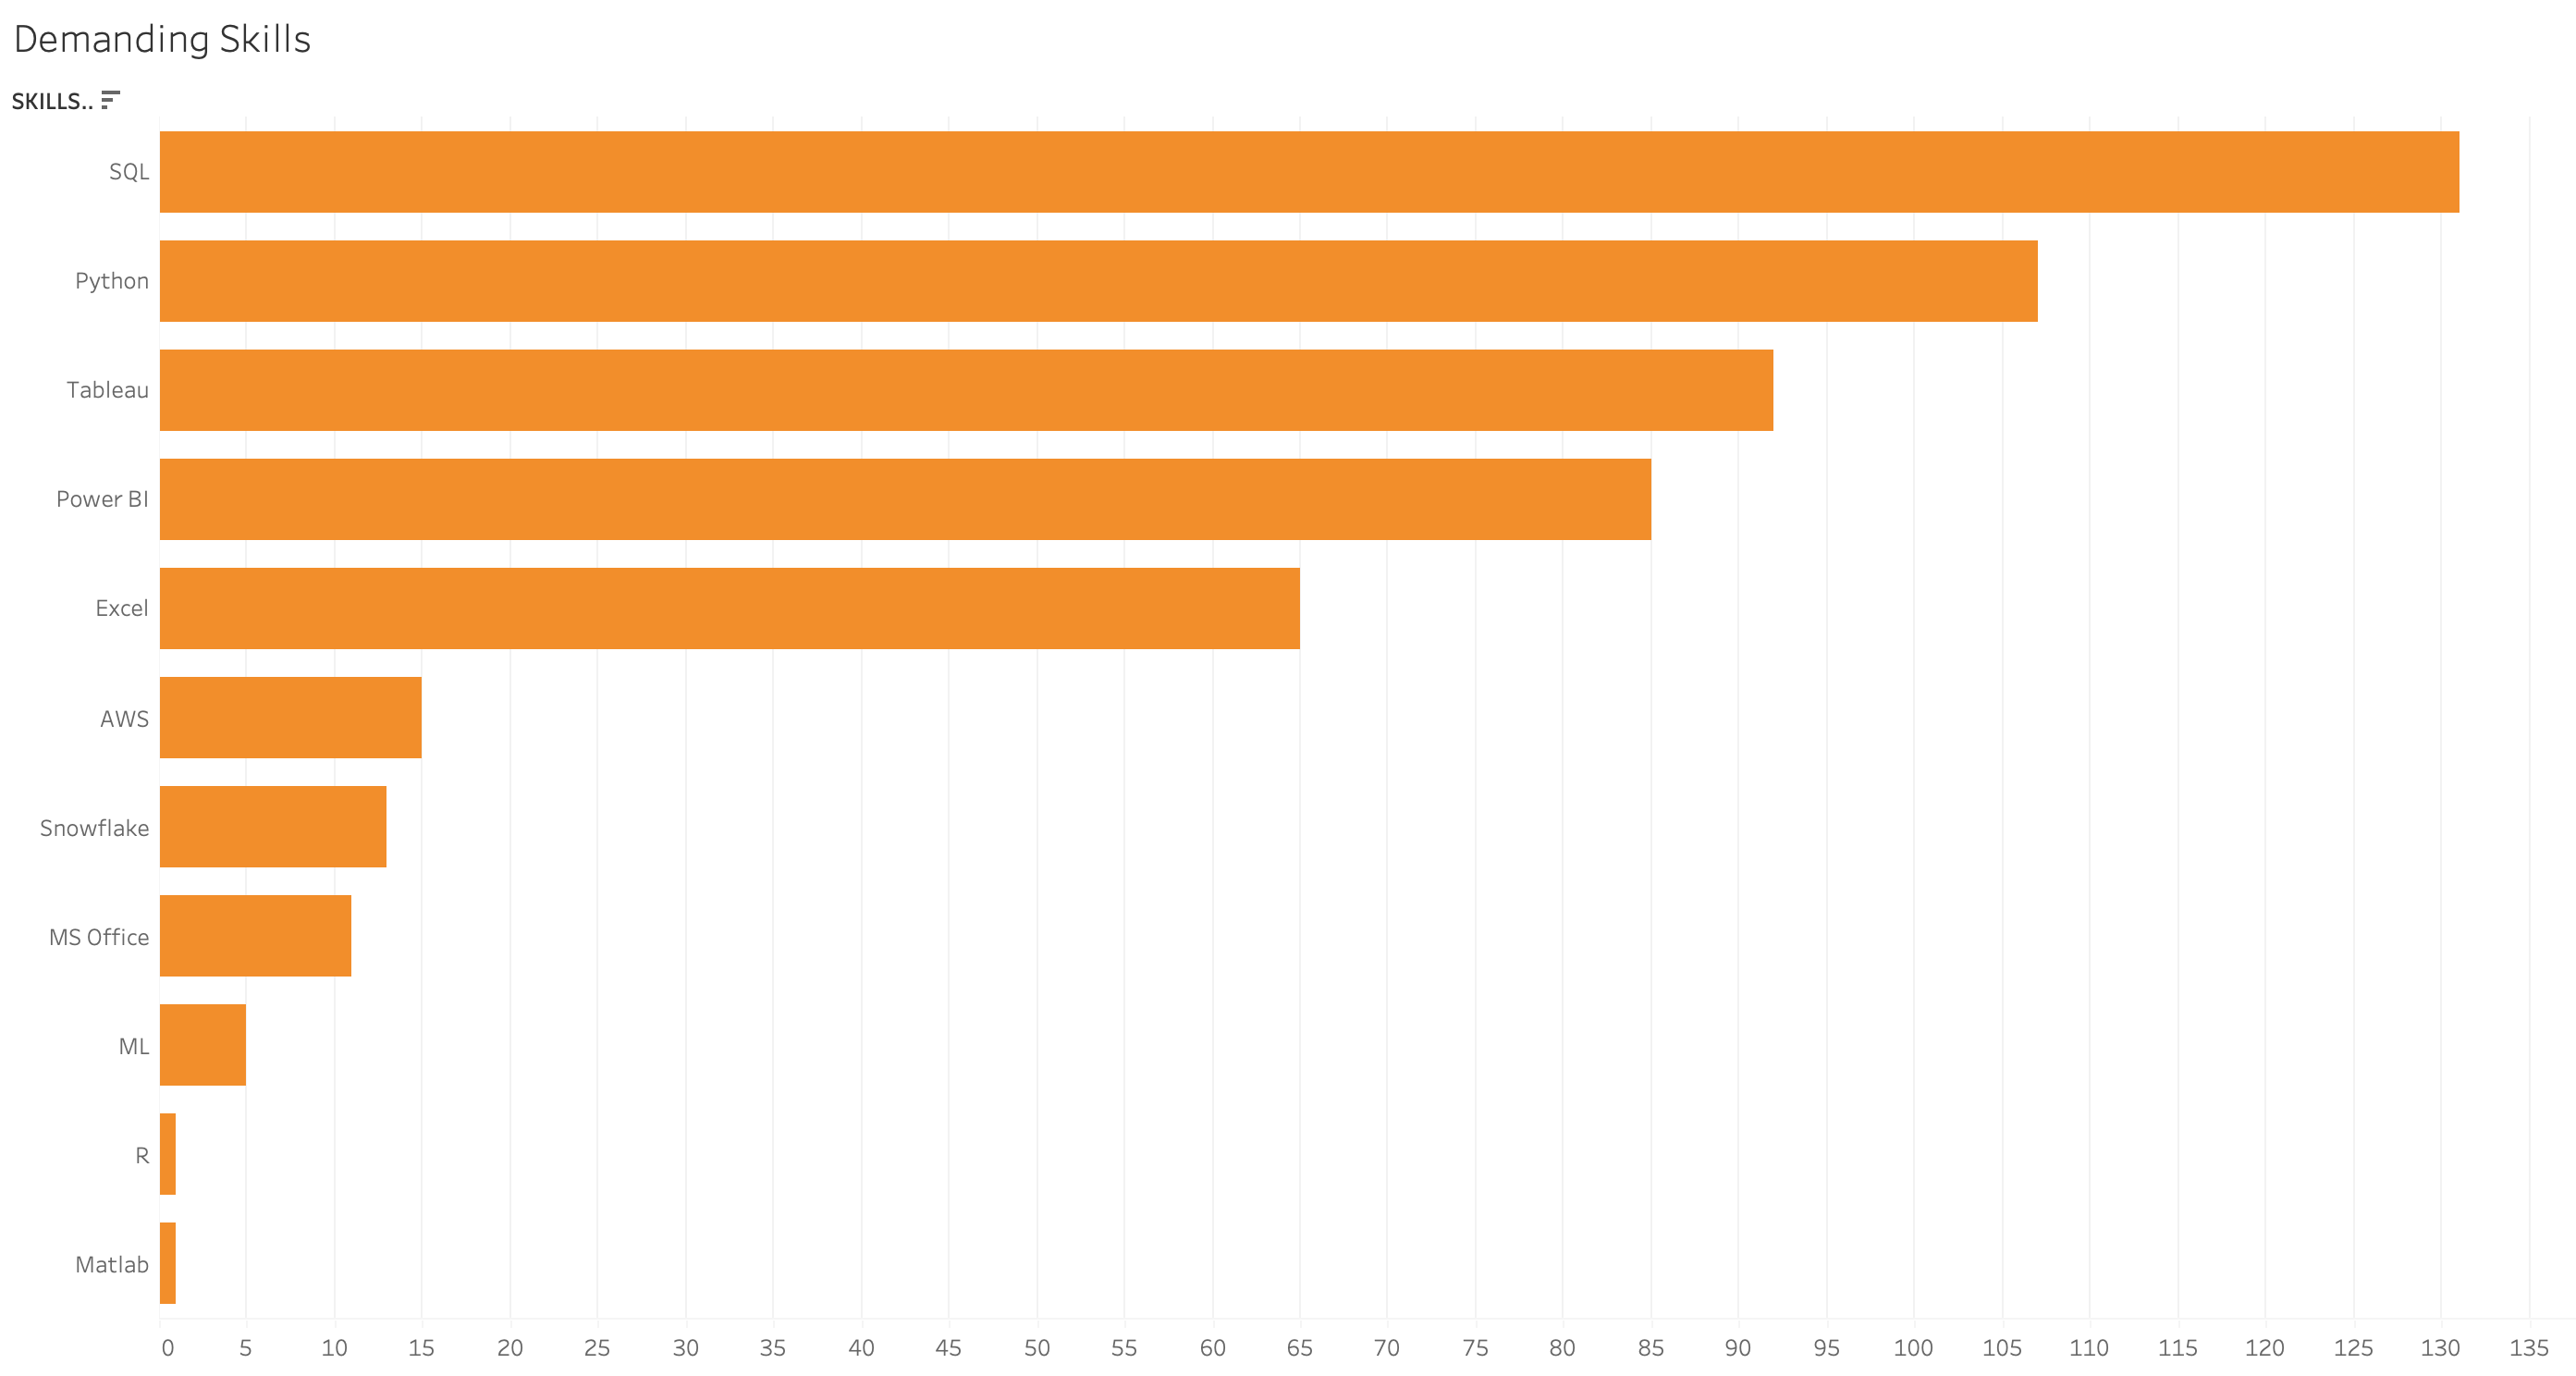 Demanding Skills
SKILLS..
SQL
Python
Tableau
Power BI
Excel
AWS
Snowflake
MS Office
ML
R
Matlab
0 5 10 15 20 25 30 35 40 45 50 55 60 65 70 75 80 85 90 95 100 105 110 115 120 125 130 135